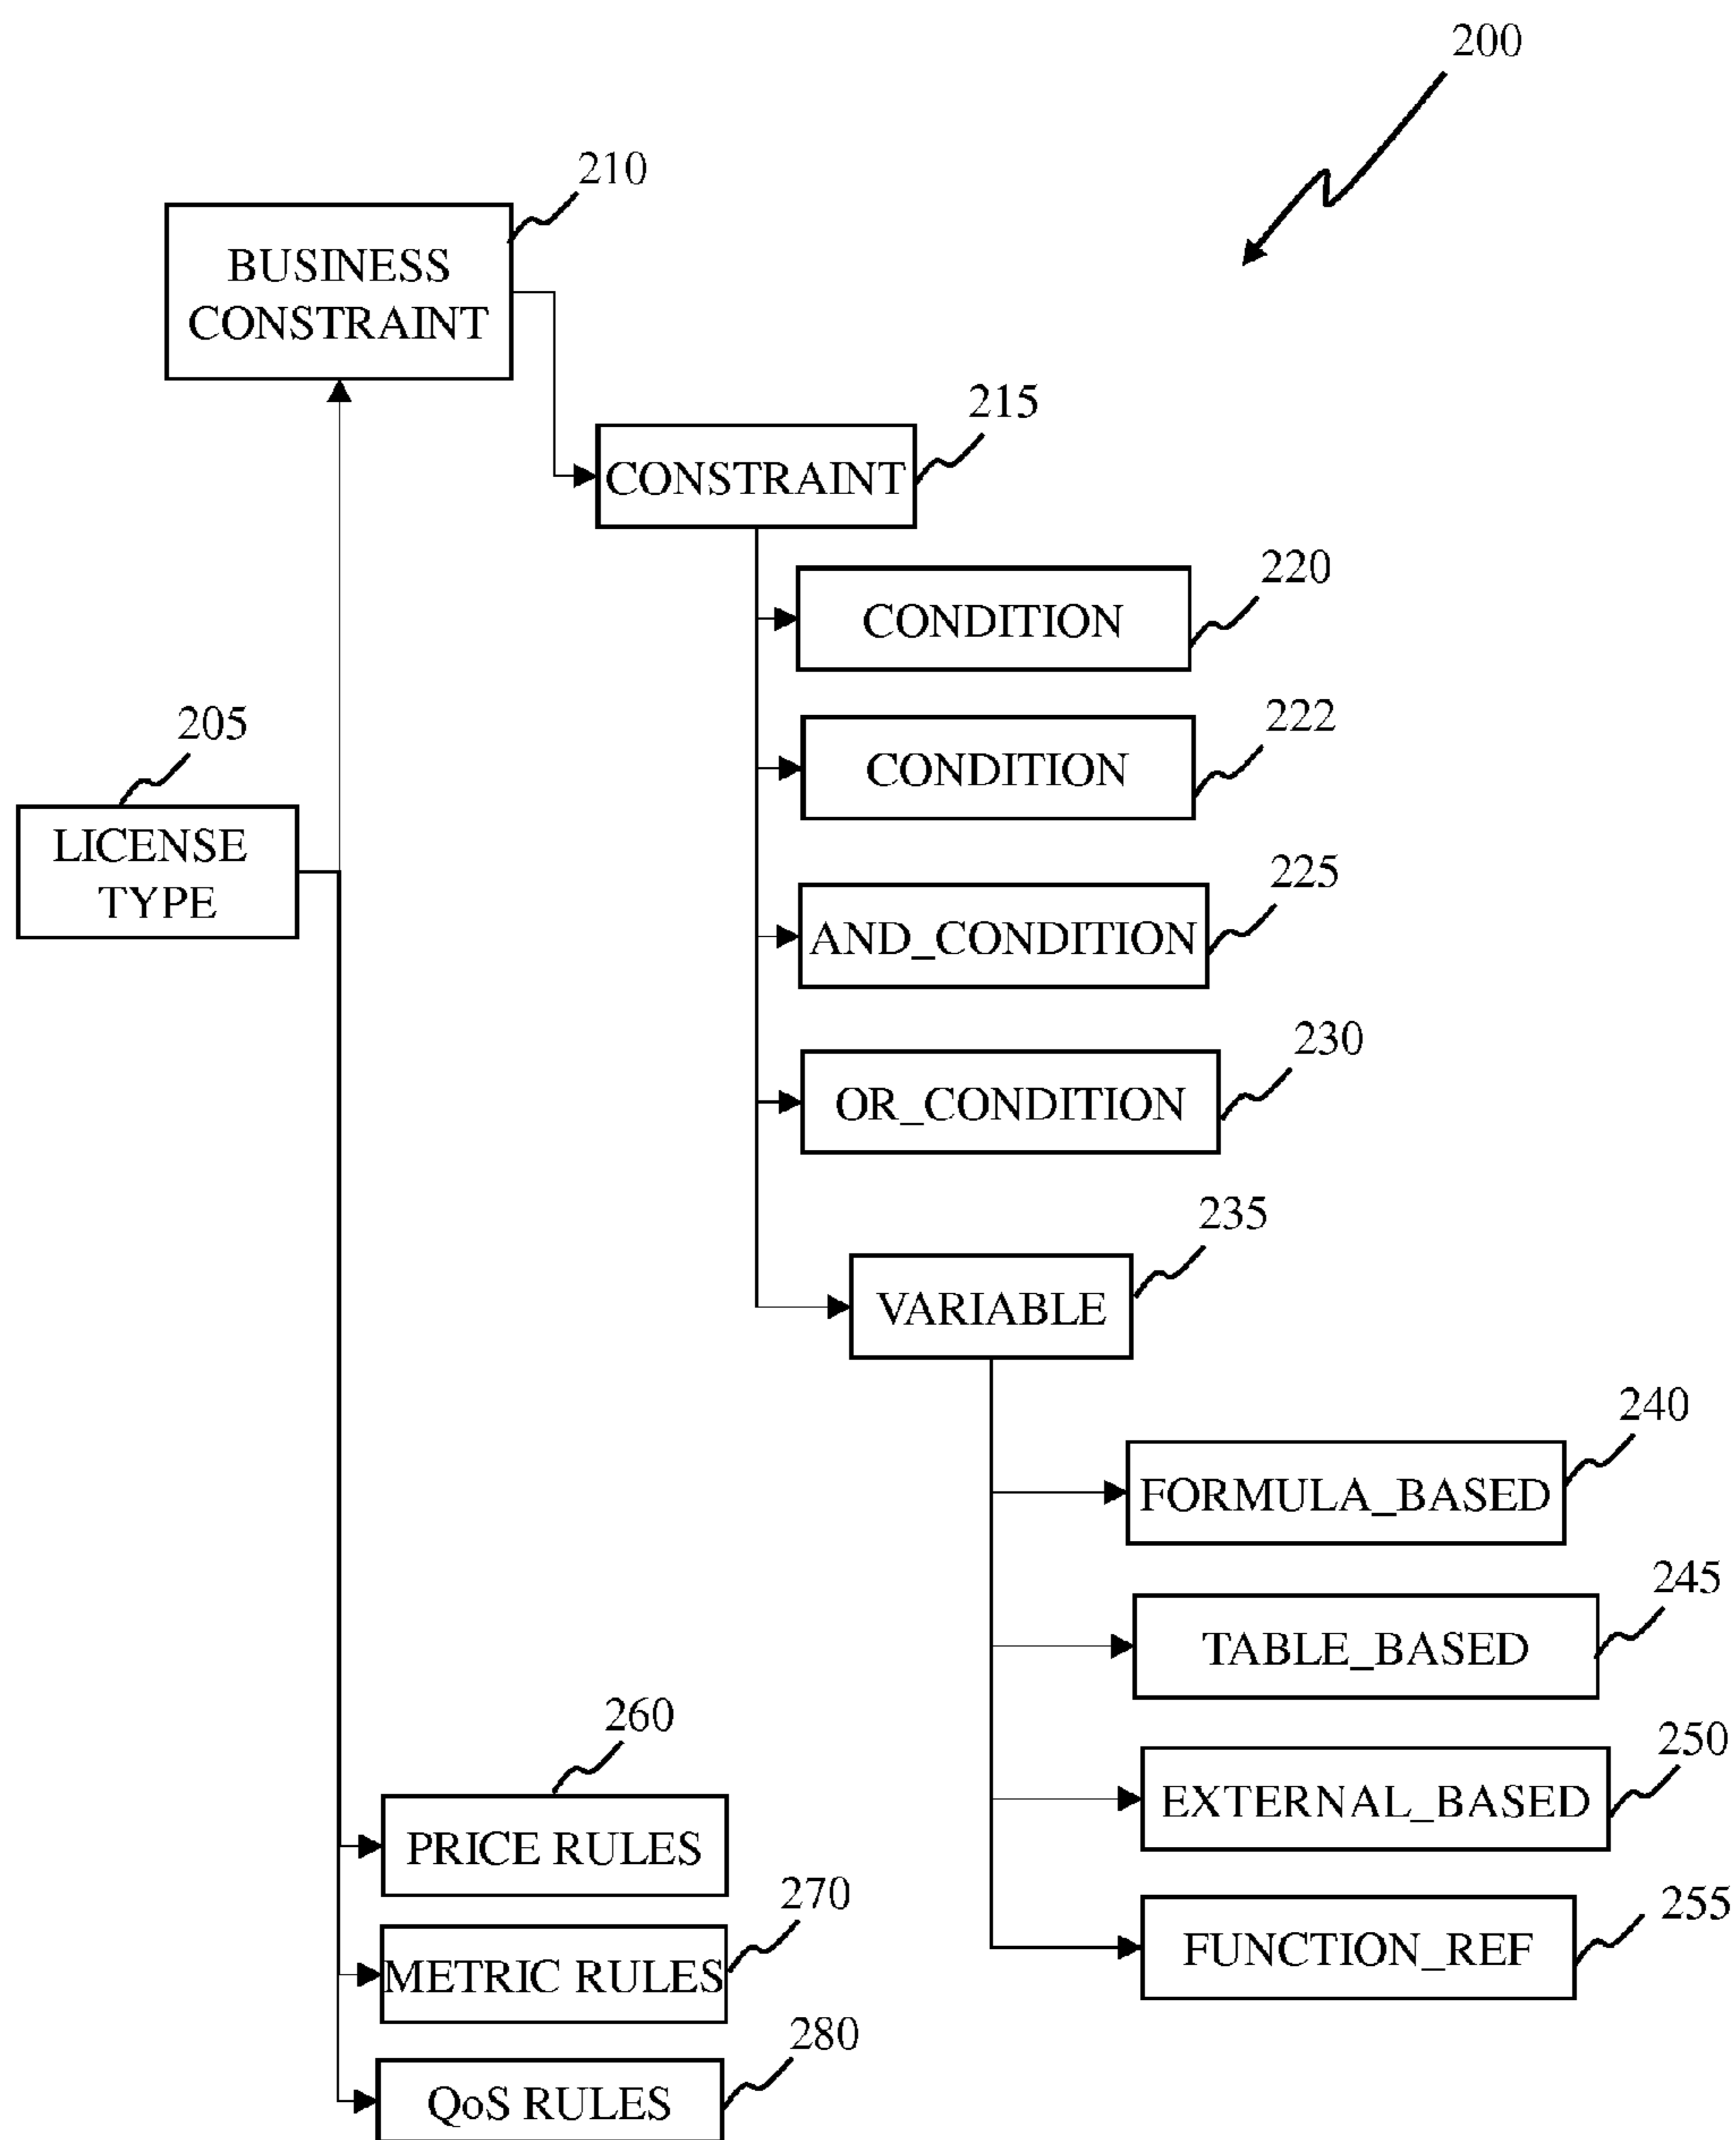 200
210
BUSINESS
CONSTRAINT
215
CONSTRAINT
220
CONDITION
222
CONDITION
205
LICENSE
TYPE
225
AND_CONDITION
230
OR_CONDITION
235
VARIABLE
240
FORMULA_BASED
245
TABLE_BASED
250
EXTERNAL_BASED
255
FUNCTION_REF
260
PRICE RULES
270
METRIC RULES
280
QoS RULES